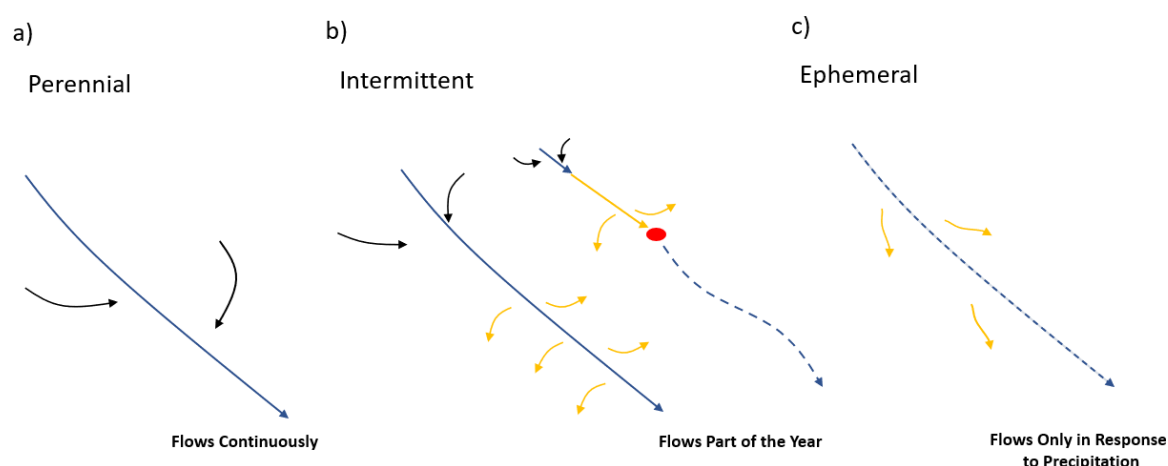 a)
Perennial
Flows Continuously
b)
Intermittent
Flows Part of the Year
c)
Ephemeral
Flows Only in Response
to Precipitation